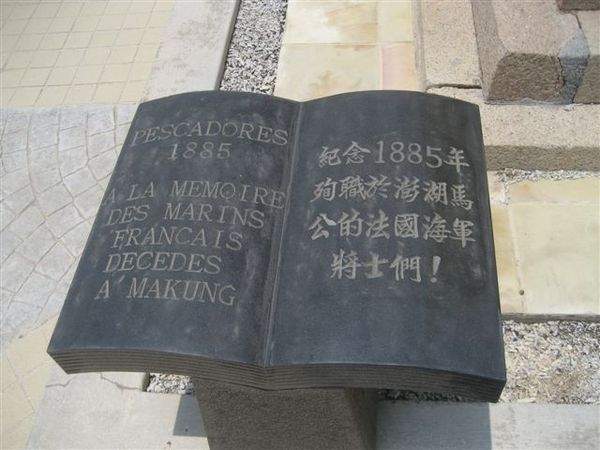 PESCADORES
1885
A LA MEMOIRE
DES MARINS
FRANCAIS
DECEDES
A' MAKUNG
紀念1885年
殉職於澎湖馬
公的法國海軍
將士們！